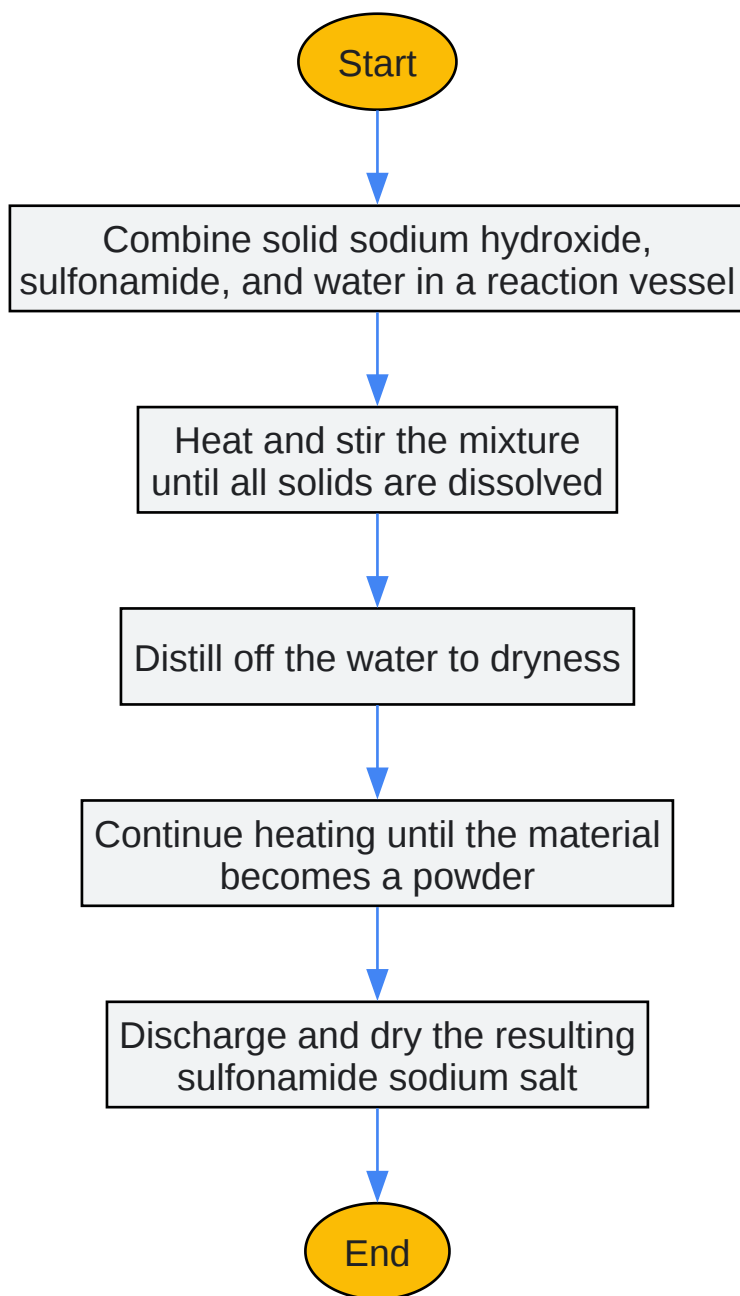 Start
Combine solid sodium hydroxide,
sulfonamide, and water in a reaction vessel
Heat and stir the mixture
until all solids are dissolved
Distill off the water to dryness
Continue heating until the material
becomes a powder
Discharge and dry the resulting
sulfonamide sodium salt
End